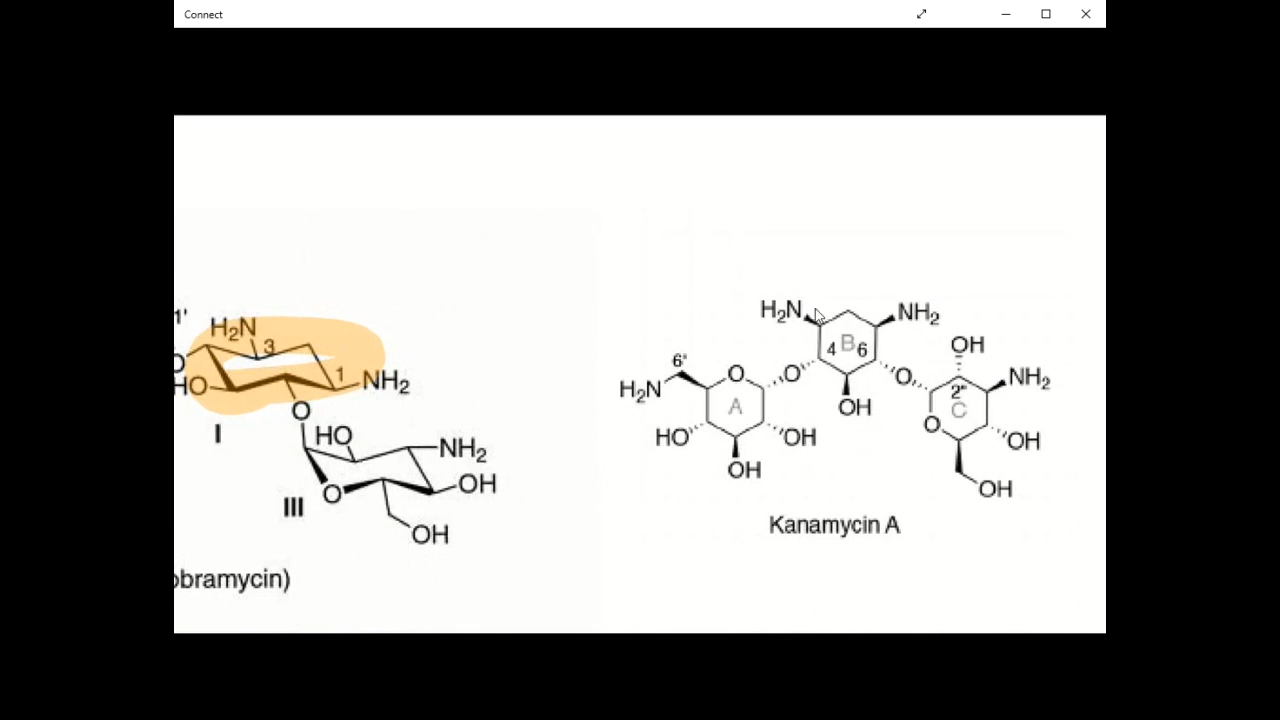 Connect
1'
H2N
3
1
NH2
O
HO
O
I
HO
NH2
O
OH
III
OH
obramycin)
H2N
NH2
4
B
6
6'
H2N
O
O
OH
O
OH
2"
NH2
A
C
HO
OH
O
OH
OH
OH
Kanamycin A